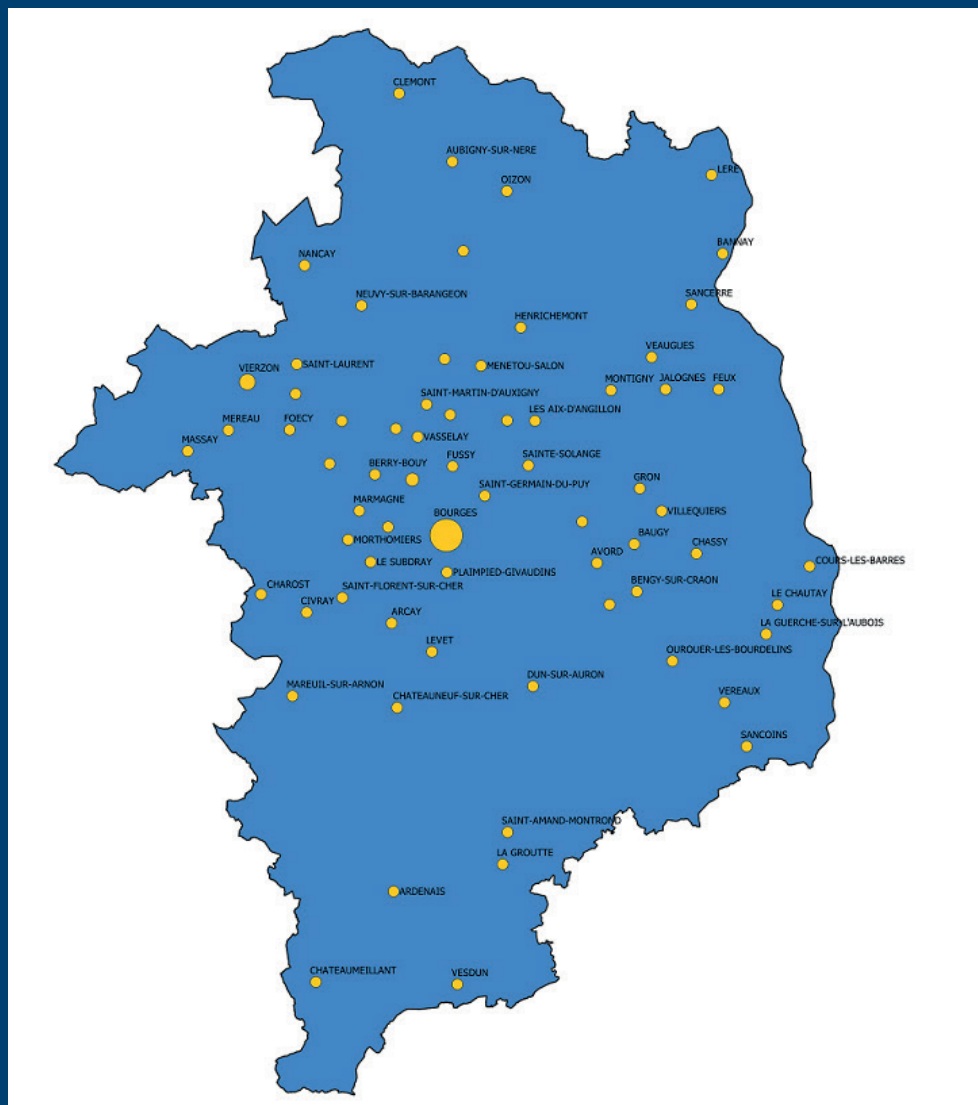 CLEMONT
AUBIGNY-SUR-NERE
OIZON
LERE
BANNAY
NANCAY
NEUVY-SUR-BARANGEON
SANCERRE
HENRICHEMONT
VEAUGUES
SAINT-LAURENT
MENETOU-SALON
VIERZON
MONTIGNY
JALOGNES
FEUX
SAINT-MARTIN-D'AUXIGNY
LES AIX-D'ANGILLON
MEREAU
FOECY
VASSELAY
MASSAY
FUSSY
SAINTE-SOLANGE
BERRY-BOUY
GRON
SAINT-GERMAIN-DU-PUY
MARMAGNE
VILLEQUIERS
BOURGES
MORTHOMIERS
BAUGY
CHASSY
AVORD
LE SUBDRAY
COURS-LES-BARRES
PLAIMPIED-GIVAUDINS
CHAROST
SAINT-FLORENT-SUR-CHER
BENGY-SUR-CRAON
CIVRAY
LE CHAUTAY
ARCAY
LA GUERCHE-SUR-L'AUBOIS
LEVET
OUROUER-LES-BOURDELINS
DUN-SUR-AURON
MAREUIL-SUR-ARNON
CHATEAUNEUF-SUR-CHER
VEREAUX
SANCOINS
SAINT-AMAND-MONTROND
LA GROUTTE
ARDENAIS
CHATEAUMEILLANT
VESDUN